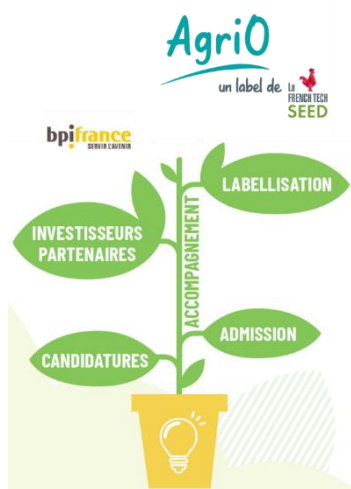 AgriO
un label de La
FRENCH TECH
SEED
bpifrance
SERVIR L'AVENIR
LABELLISATION
INVESTISSEURS
PARTENAIRES
ACCOMPAGNEMENT
ADMISSION
CANDIDATURES